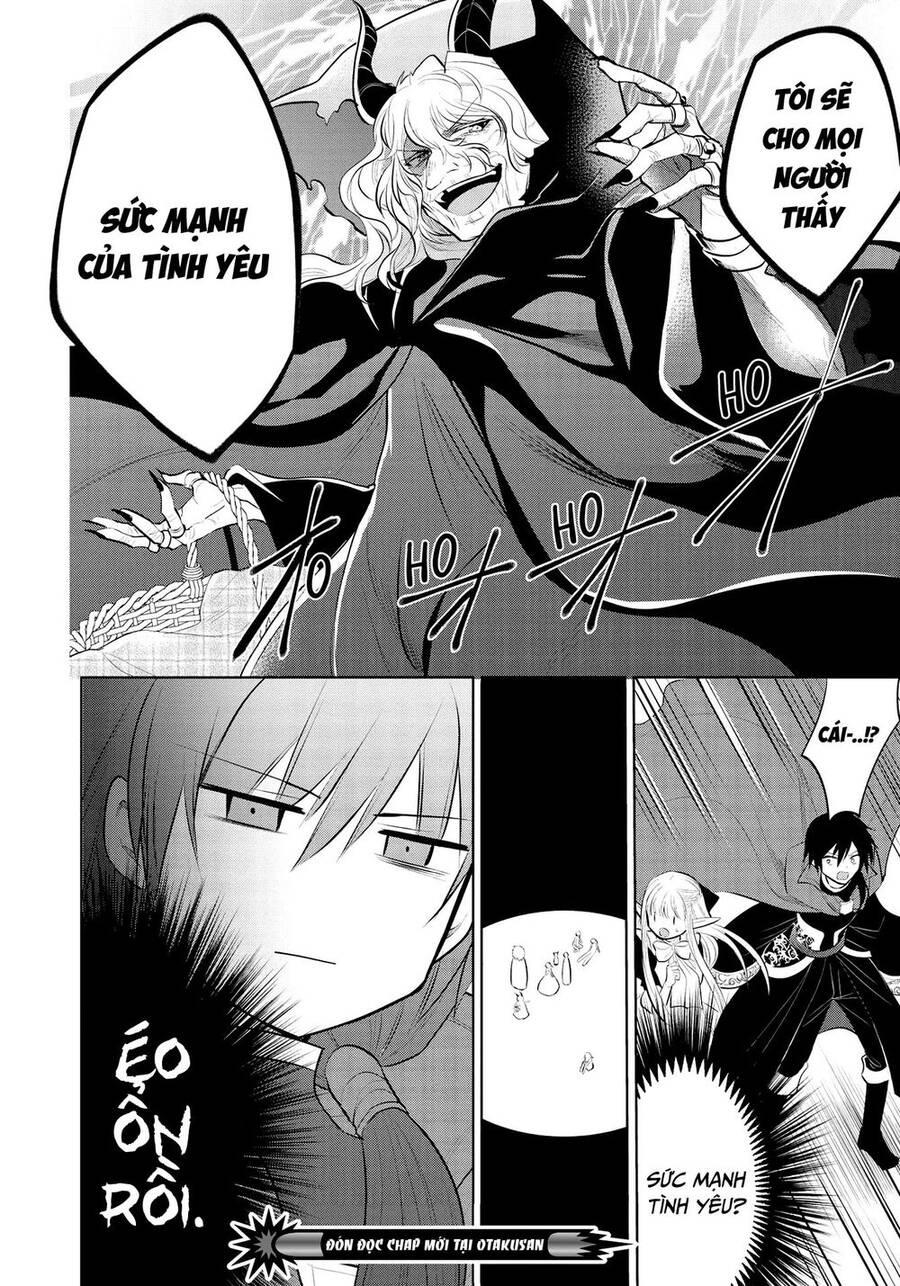 TÔI SẼ
CHO MỌI
NGƯỜI
THẤY
SỨC MẠNH
CỦA TÌNH YÊU
HO
HO
HO
HO
CÁI-..!?
SỨC MẠNH
TÌNH YÊU?
ÉO
ỔN
RỒI.
ĐÓN ĐỌC CHAP MỚI TẠI OTAKUSAN